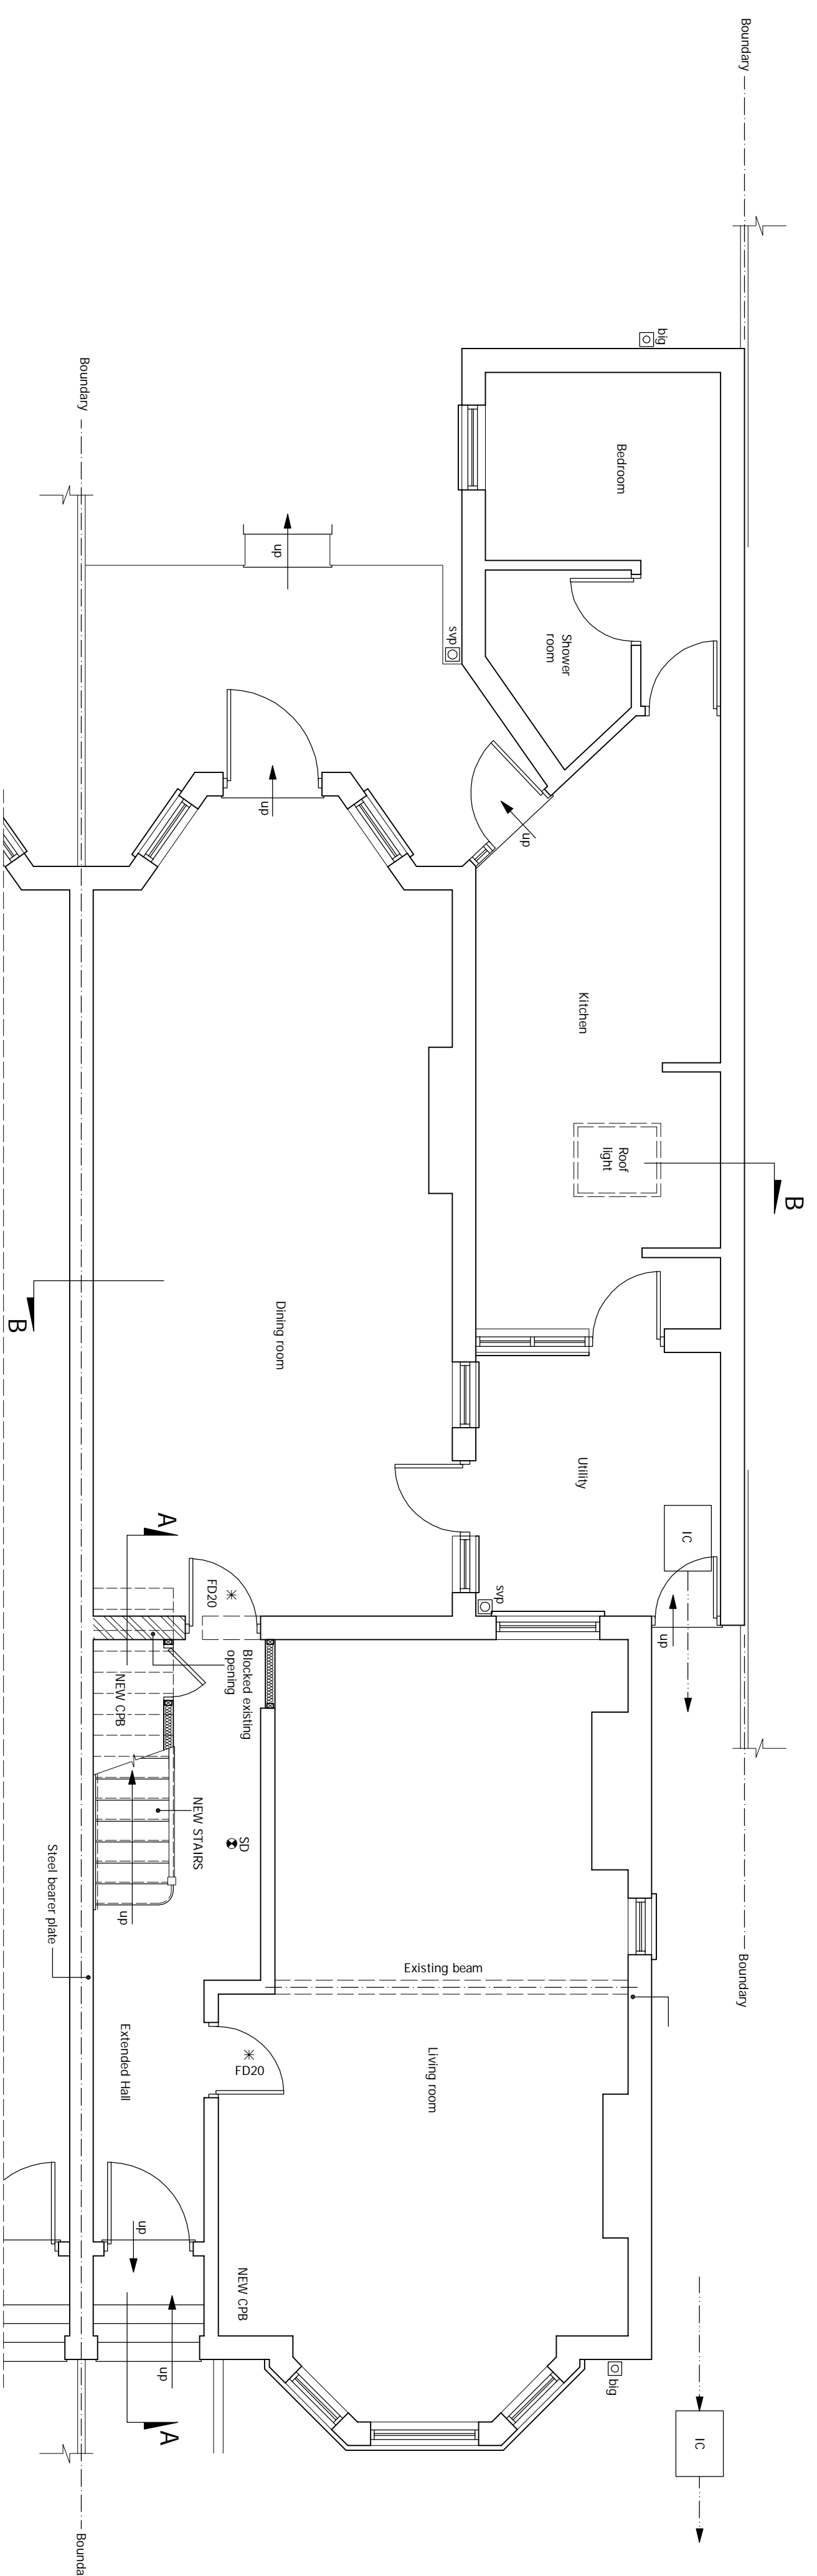 Boundary
Boundary
big
Bedroom
up
svp
Shower
room
up
up
Kitchen
Roof
light
B
B
Dining room
Utility
IC
A
svp
FD20
up
Blocked existing
opening
NEW CPB
NEW STAIRS
SD
Steel bearer plate
up
Existing beam
Boundary
Extended Hall
FD20
Living room
up
NEW CPB
up
big
A
IC
Bounda